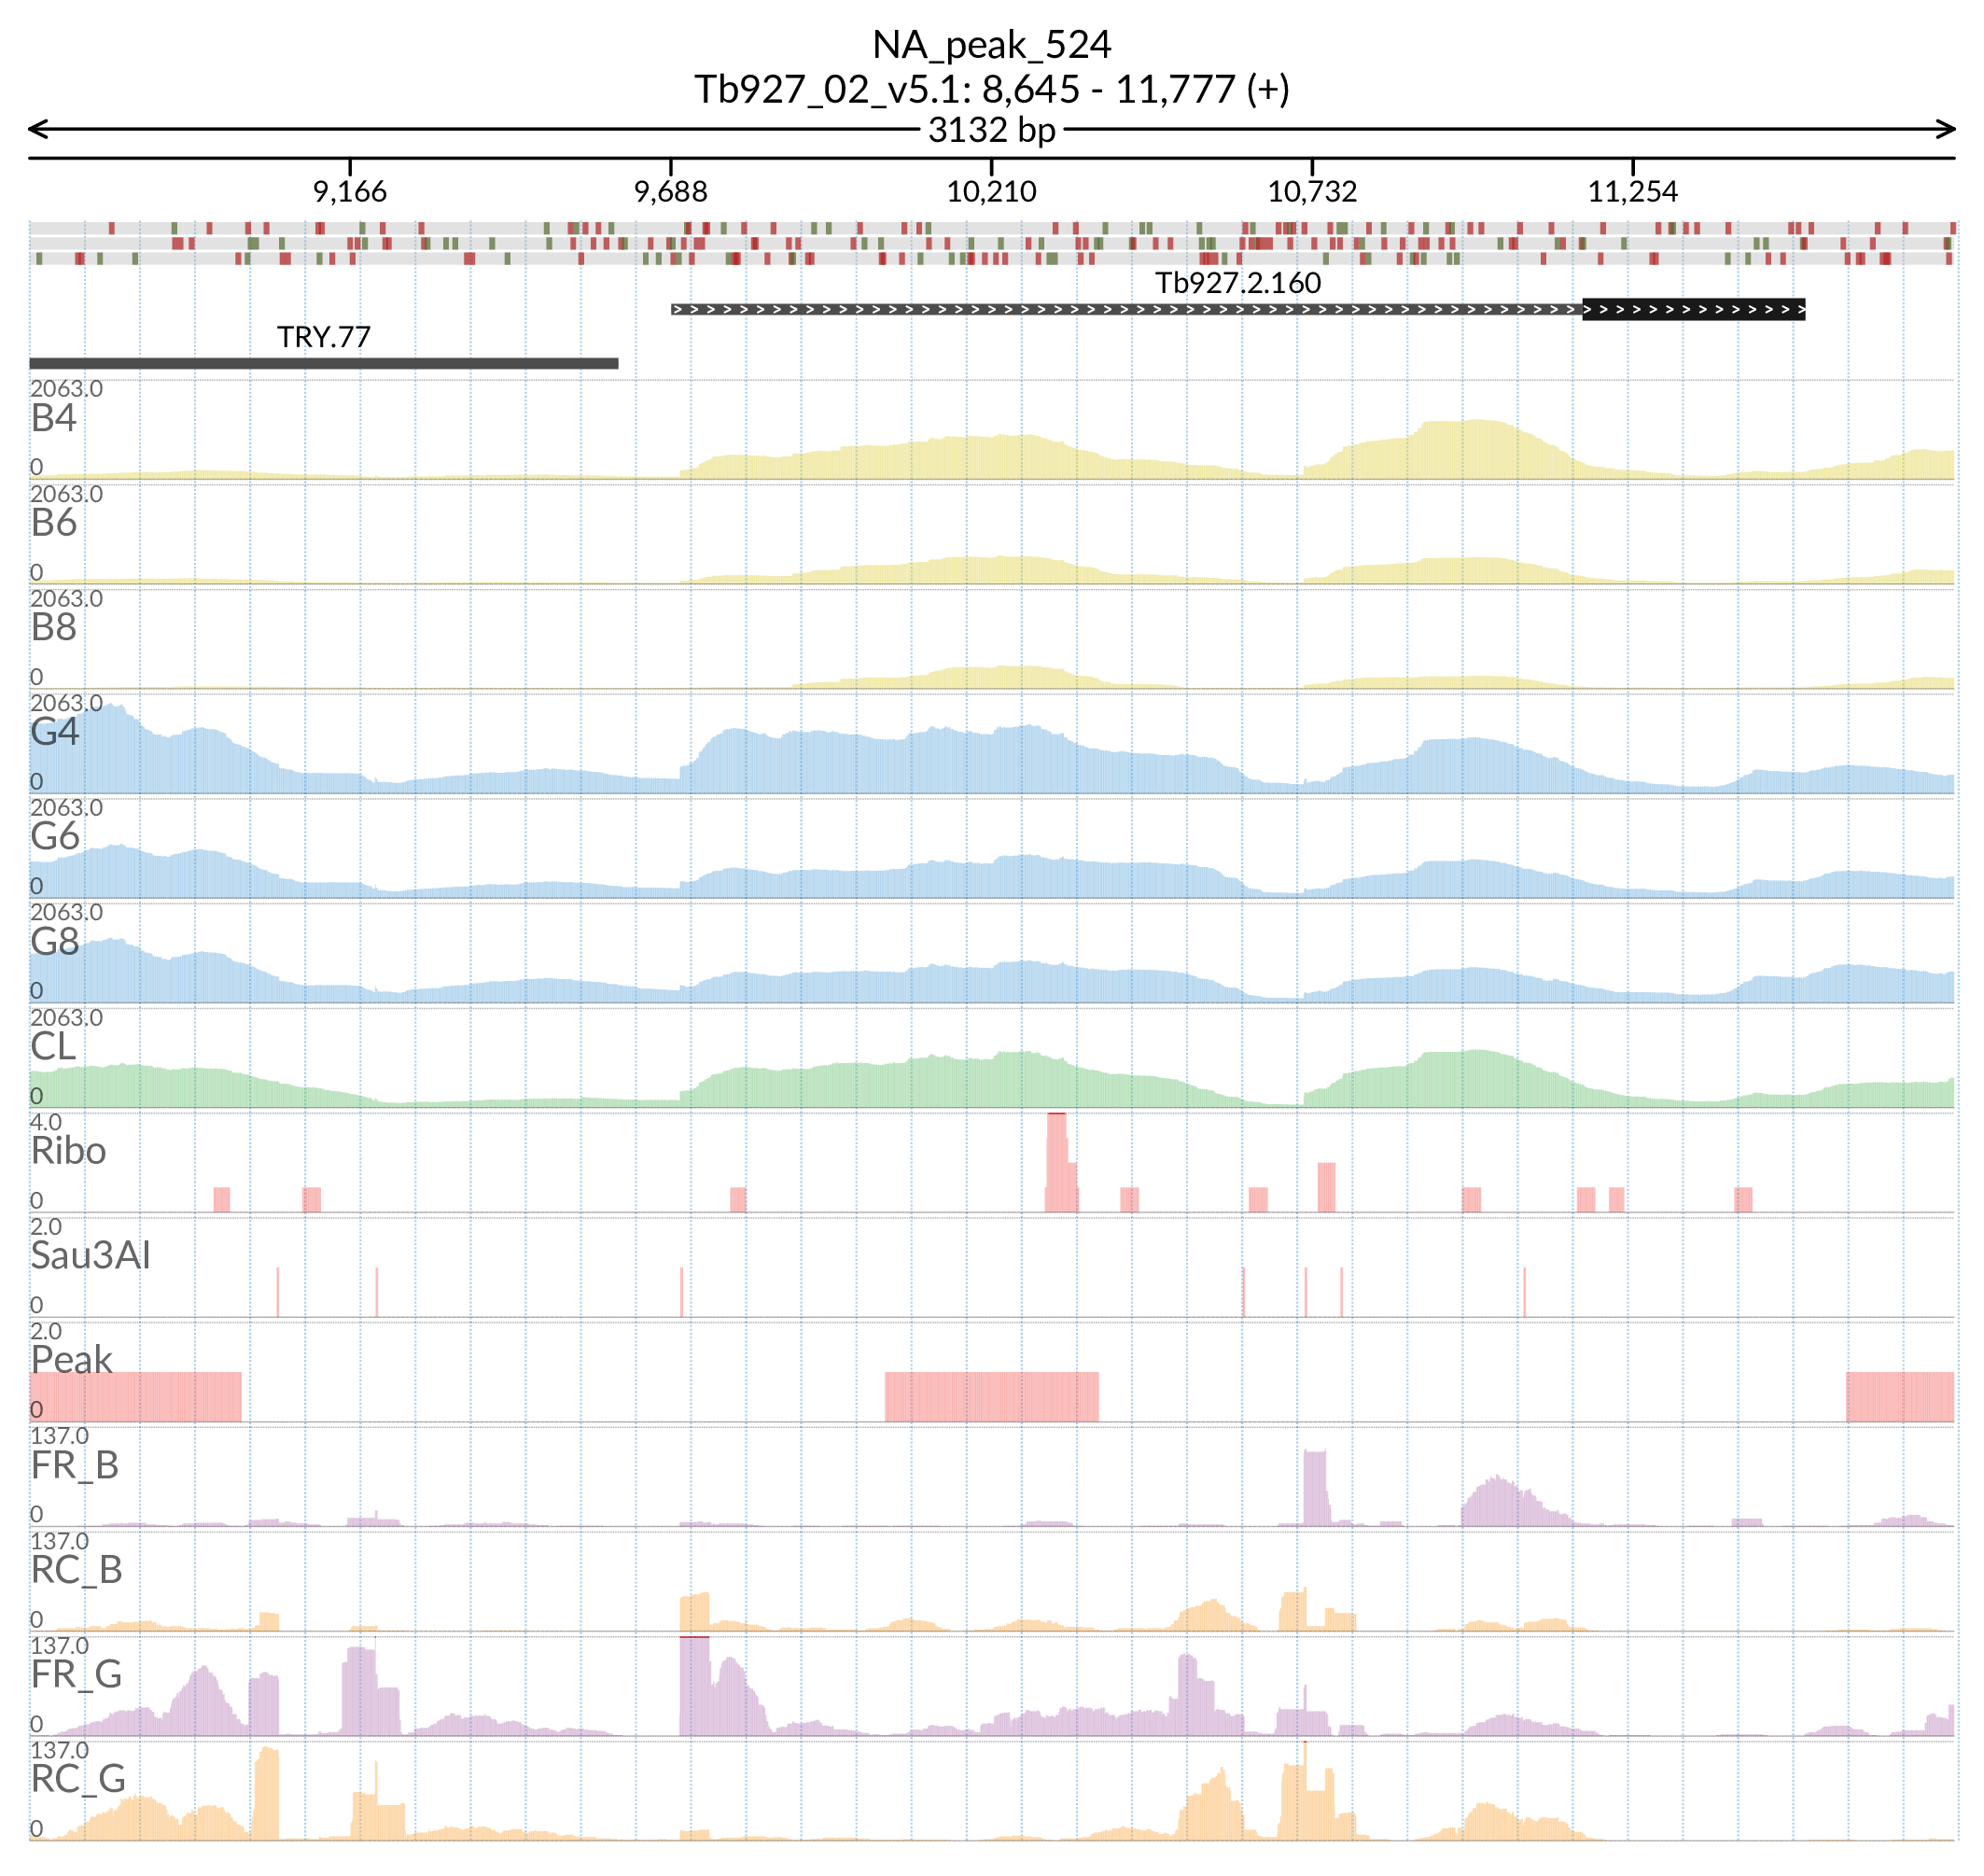 NA_peak_524
Tb927_02_v5.1: 8,645 - 11,777 (+)
3132 bp
9,166 9,688 10,210 10,732 11,254
Tb927.2.160
TRY.77
2063.0
B4
0
2063.0
B6
0
2063.0
B8
0
2063.0
G4
0
2063.0
G6
0
2063.0
G8
0
2063.0
CL
0
4.0
Ribo
0
2.0
Sau3AI
0
2.0
Peak
0
137.0
FR_B
0
137.0
RC_B
0
137.0
FR_G
0
137.0
RC_G
0